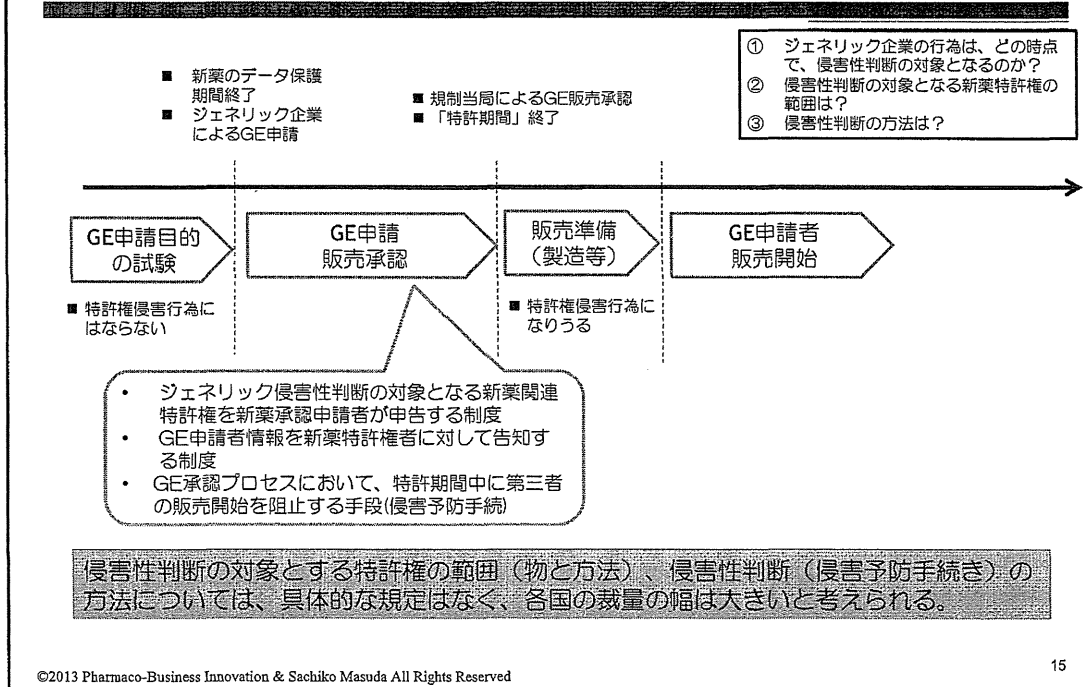 ① ジェネリック企業の行為は、どの時点
で、侵害性判断の対象となるのか?
② 侵害性判断の対象となる新薬特許権の
範囲は?
③ 侵害性判断の方法は?
■ 新薬のデータ保護
期間終了
■ ジェネリック企業
によるGE申請
■ 規制当局によるGE販売承認
■ 「特許期間」終了
GE申請目的
の試験
GE申請
販売承認
販売準備
(製造等)
GE申請者
販売開始
■ 特許権侵害行為に
はならない
■ 特許権侵害行為に
なりうる
・ ジェネリック侵害性判断の対象となる新薬関連
特許権を新薬承認申請者が申告する制度
・ GE申請者情報を新薬特許権者に対して告知す
る制度
・ GE承認プロセスにおいて、特許期間中に第三者
の販売開始を阻止する手段(侵害予防手続)
侵害性判断の対象とする特許権の範囲(物と方法)、侵害性判断(侵害予防手続き)の
方法については、具体的な規定はなく、各国の裁量の幅は大きいと考えられる。
©2013 Pharmaco-Business Innovation & Sachiko Masuda All Rights Reserved
15